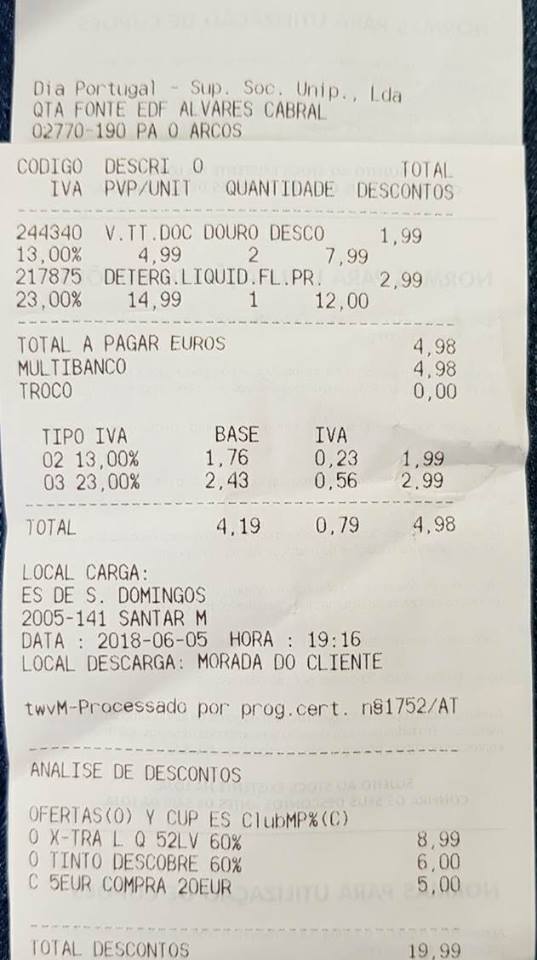 Dia Portugal - Sup. Soc. Unip., Lda
QTA FONTE EDF ALVARES CABRAL
02770-190 PA O ARCOS
CODIGO DESCRI O TOTAL
IVA PVP/UNIT QUANTIDADE DESCONTOS
244340 V.TT.DOC DOURO DESCO 1,99
13,00% 4,99 2 7,99
217875 DETERG.LIQUID.FL.PR. 2,99
23,00% 14,99 1 12,00
TOTAL A PAGAR EUROS 4,98
MULTIBANCO 4,98
TROCO 0,00
TIPO IVA BASE IVA
02 13,00% 1,76 0,23 1,99
03 23,00% 2,43 0,56 2,99
TOTAL 4,19 0,79 4,98
LOCAL CARGA:
ES DE S. DOMINGOS
2005-141 SANTAR M
DATA : 2018-06-05 HORA : 19:16
LOCAL DESCARGA: MORADA DO CLIENTE
twvM-Processado por prog.cert. n§1752/AT
ANALISE DE DESCONTOS
OFERTAS(O) Y CUP ES ClubMP%(C)
O X-TRA L Q 52LV 60% 8,99
O TINTO DESCOBRE 60% 6,00
C 5EUR COMPRA 20EUR 5,00
TOTAL DESCONTOS 19,99